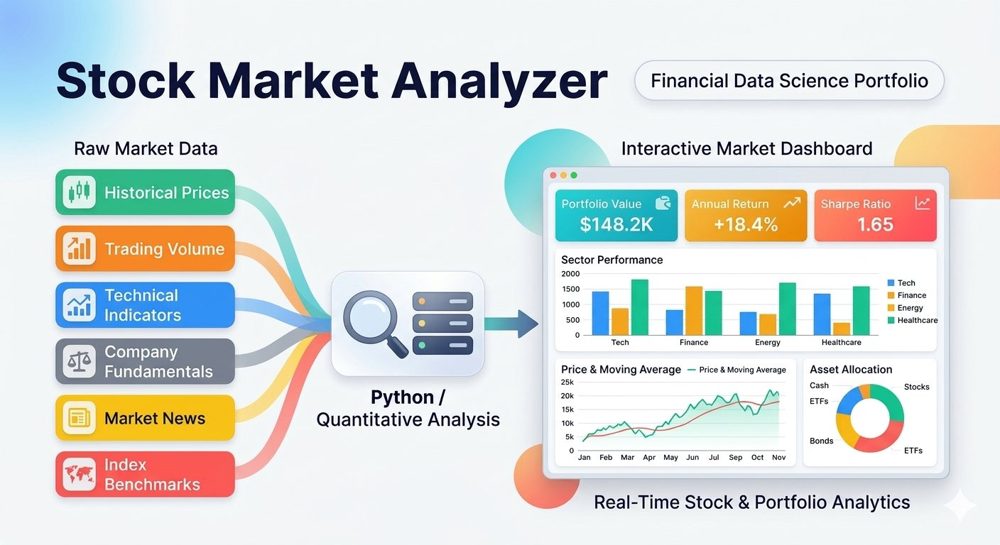 Stock Market Analyzer
Financial Data Science Portfolio
Raw Market Data
Historical Prices
Trading Volume
Technical
Indicators
Company
Fundamentals
Market News
Index
Benchmarks
Python /
Quantitative Analysis
Interactive Market Dashboard
Portfolio Value
$148.2K
Annual Return
+18.4%
Sharpe Ratio
1.65
Sector Performance
2000
1500
1000
500
0
Tech
Finance
Energy
Healthcare
Tech
Finance
Energy
Healthcare
Price & Moving Average
Price & Moving Average
25k
20k
15k
10k
5k
0
Jan Feb Mar Apr May Jun Jul Sep Oct Nov
Asset Allocation
Cash
ETFs
Bonds
Stocks
ETFs
Real-Time Stock & Portfolio Analytics